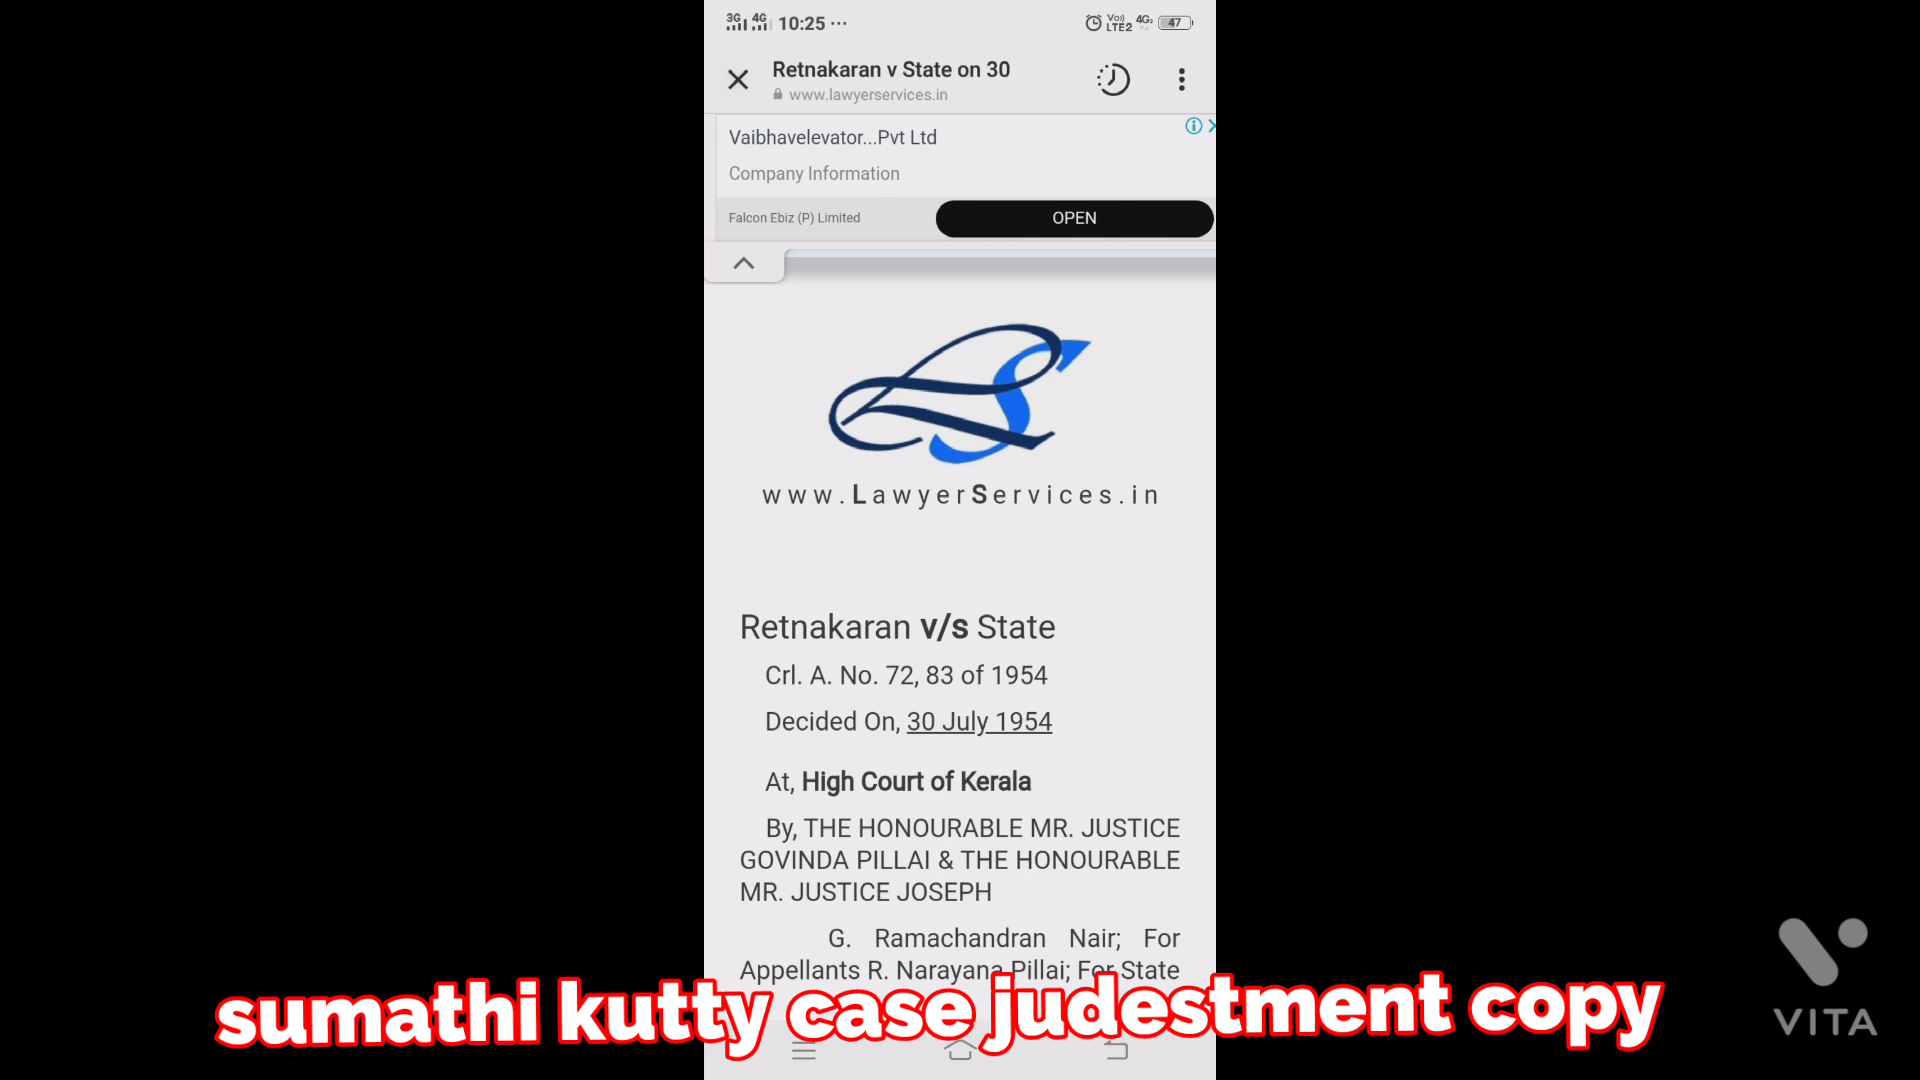 3G 4G 10:25 ... Vo) LTE2 4G2 47
Retnakaran v State on 30
www.lawyerservices.in
Vaibhavelevator...Pvt Ltd
Company Information
Falcon Ebiz (P) Limited OPEN
www.LawyerServices.in
Retnakaran v/s State
Crl. A. No. 72, 83 of 1954
Decided On, 30 July 1954
At, High Court of Kerala
By, THE HONOURABLE MR. JUSTICE
GOVINDA PILLAI & THE HONOURABLE
MR. JUSTICE JOSEPH
G. Ramachandran Nair; For
Appellants R. Narayana Pillai; For State
sumathi kutty case judestment copy
VITA